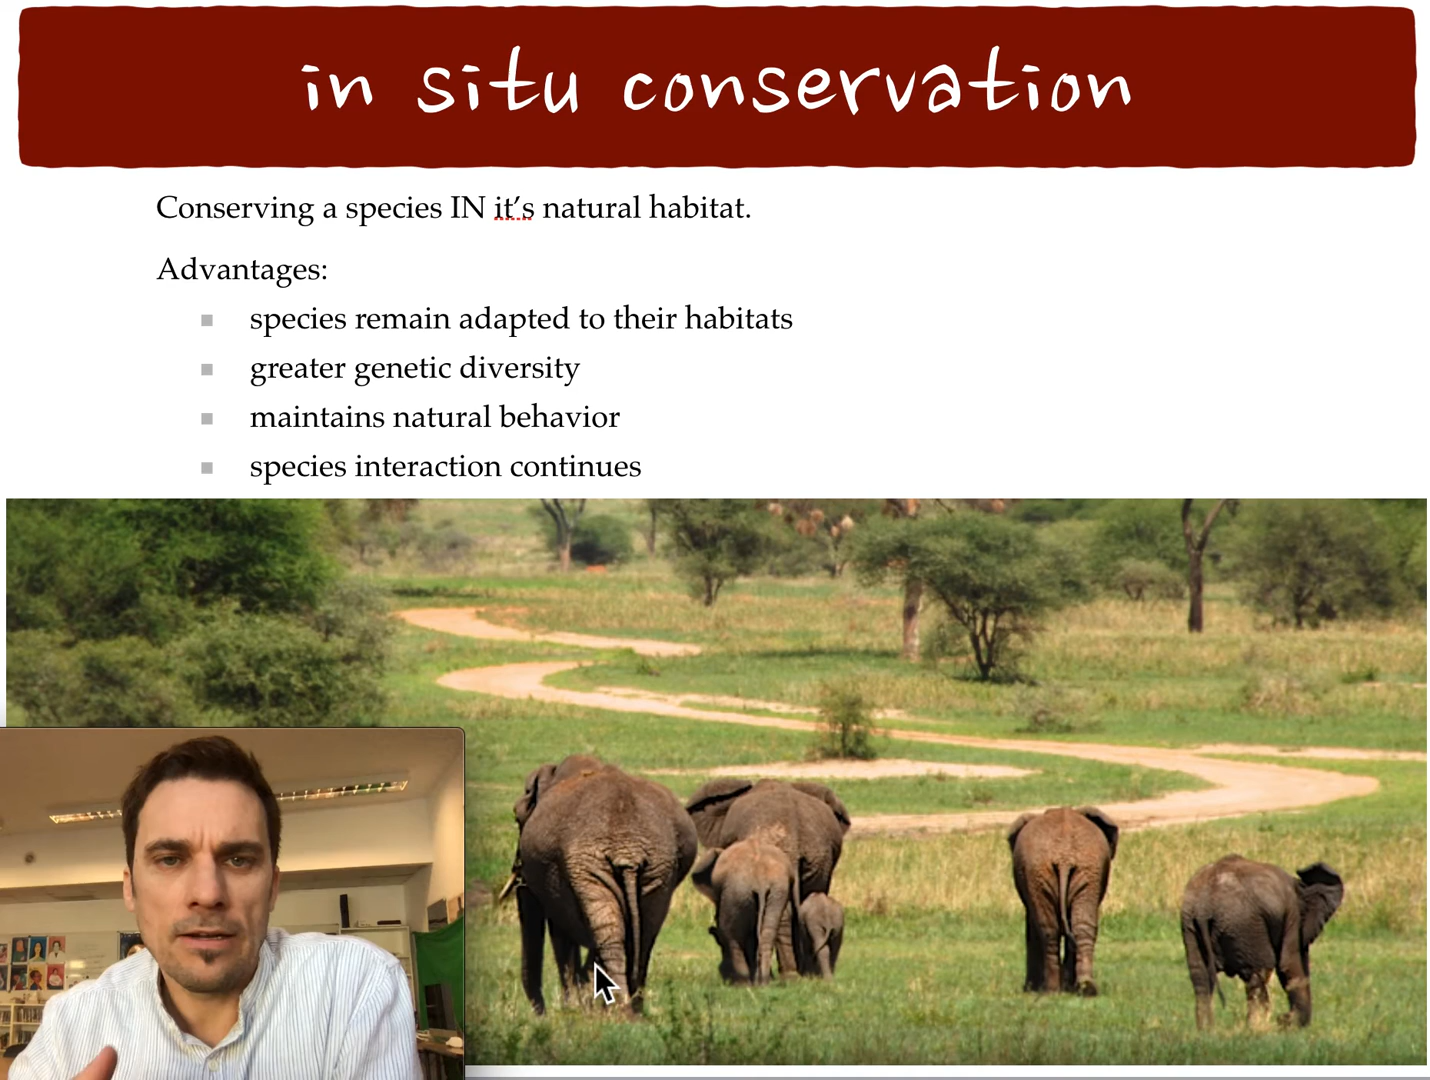 in situ conservation
Conserving a species IN it's natural habitat.
Advantages:
species remain adapted to their habitats
greater genetic diversity
maintains natural behavior
species interaction continues